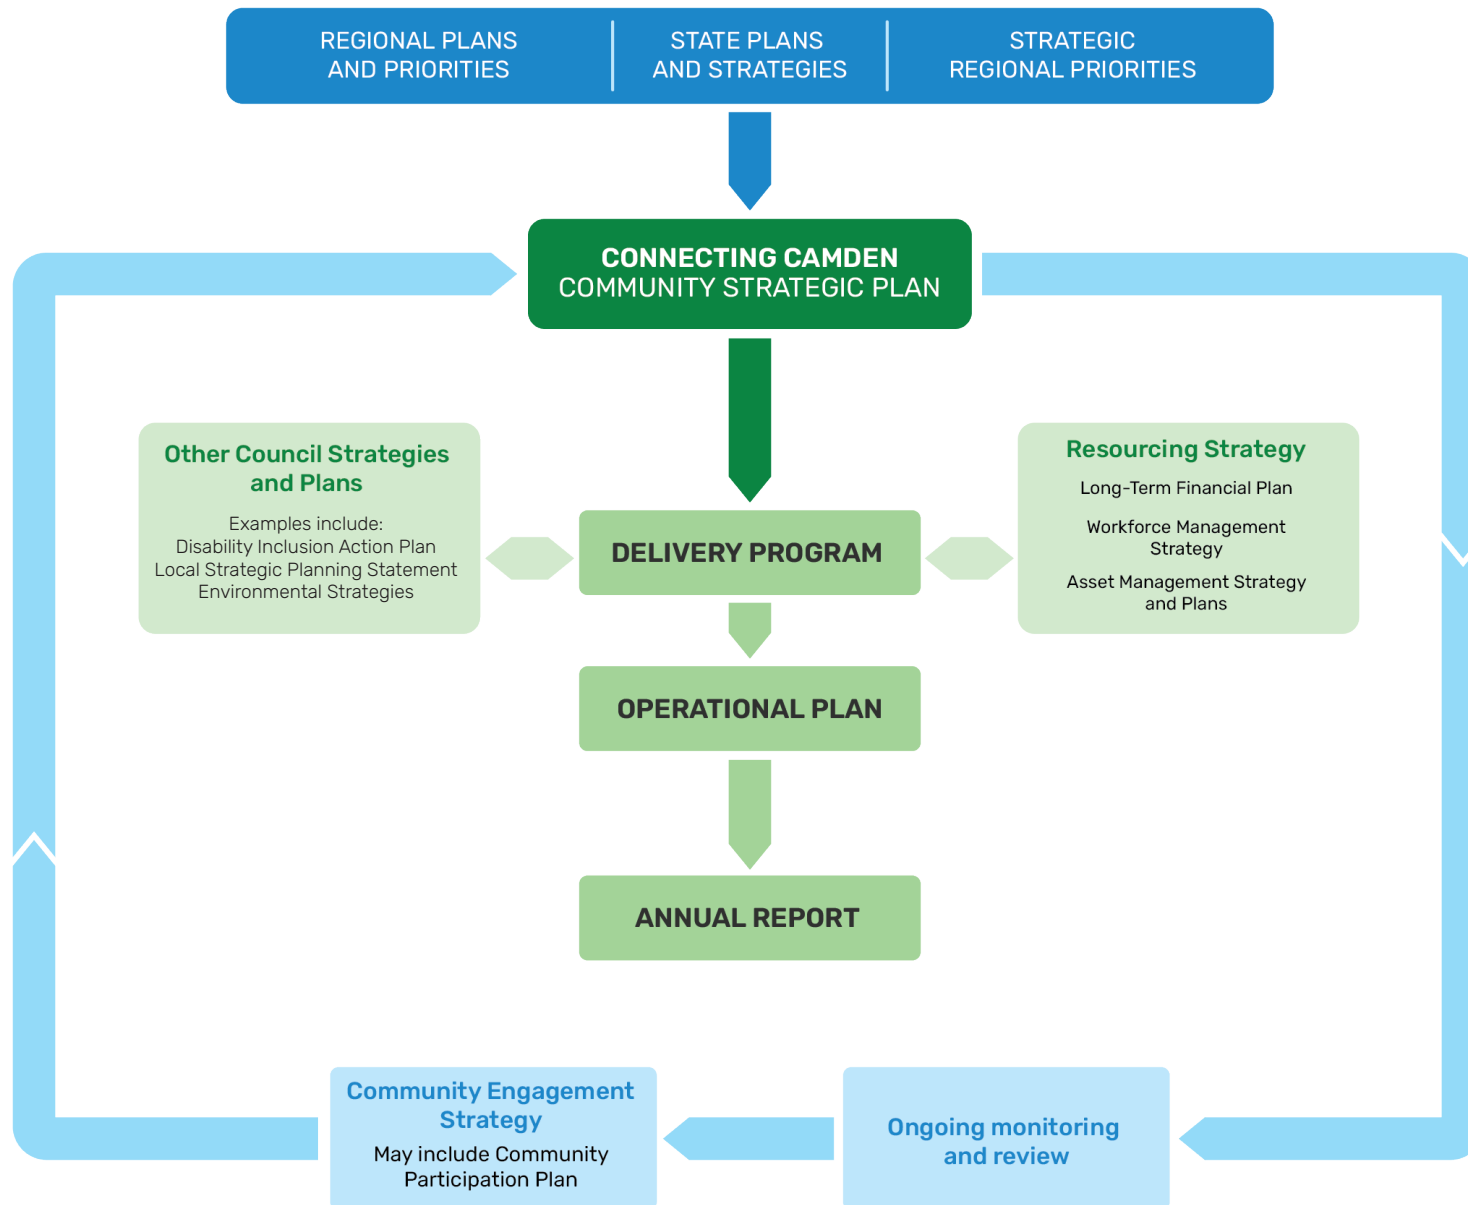 REGIONAL PLANS
AND PRIORITIES
STATE PLANS
AND STRATEGIES
STRATEGIC
REGIONAL PRIORITIES
CONNECTING CAMDEN
COMMUNITY STRATEGIC PLAN
Other Council Strategies
and Plans
Examples include:
Disability Inclusion Action Plan
Local Strategic Planning Statement
Environmental Strategies
DELIVERY PROGRAM
Resourcing Strategy
Long-Term Financial Plan
Workforce Management
Strategy
Asset Management Strategy
and Plans
OPERATIONAL PLAN
ANNUAL REPORT
Community Engagement
Strategy
May include Community
Participation Plan
Ongoing monitoring
and review